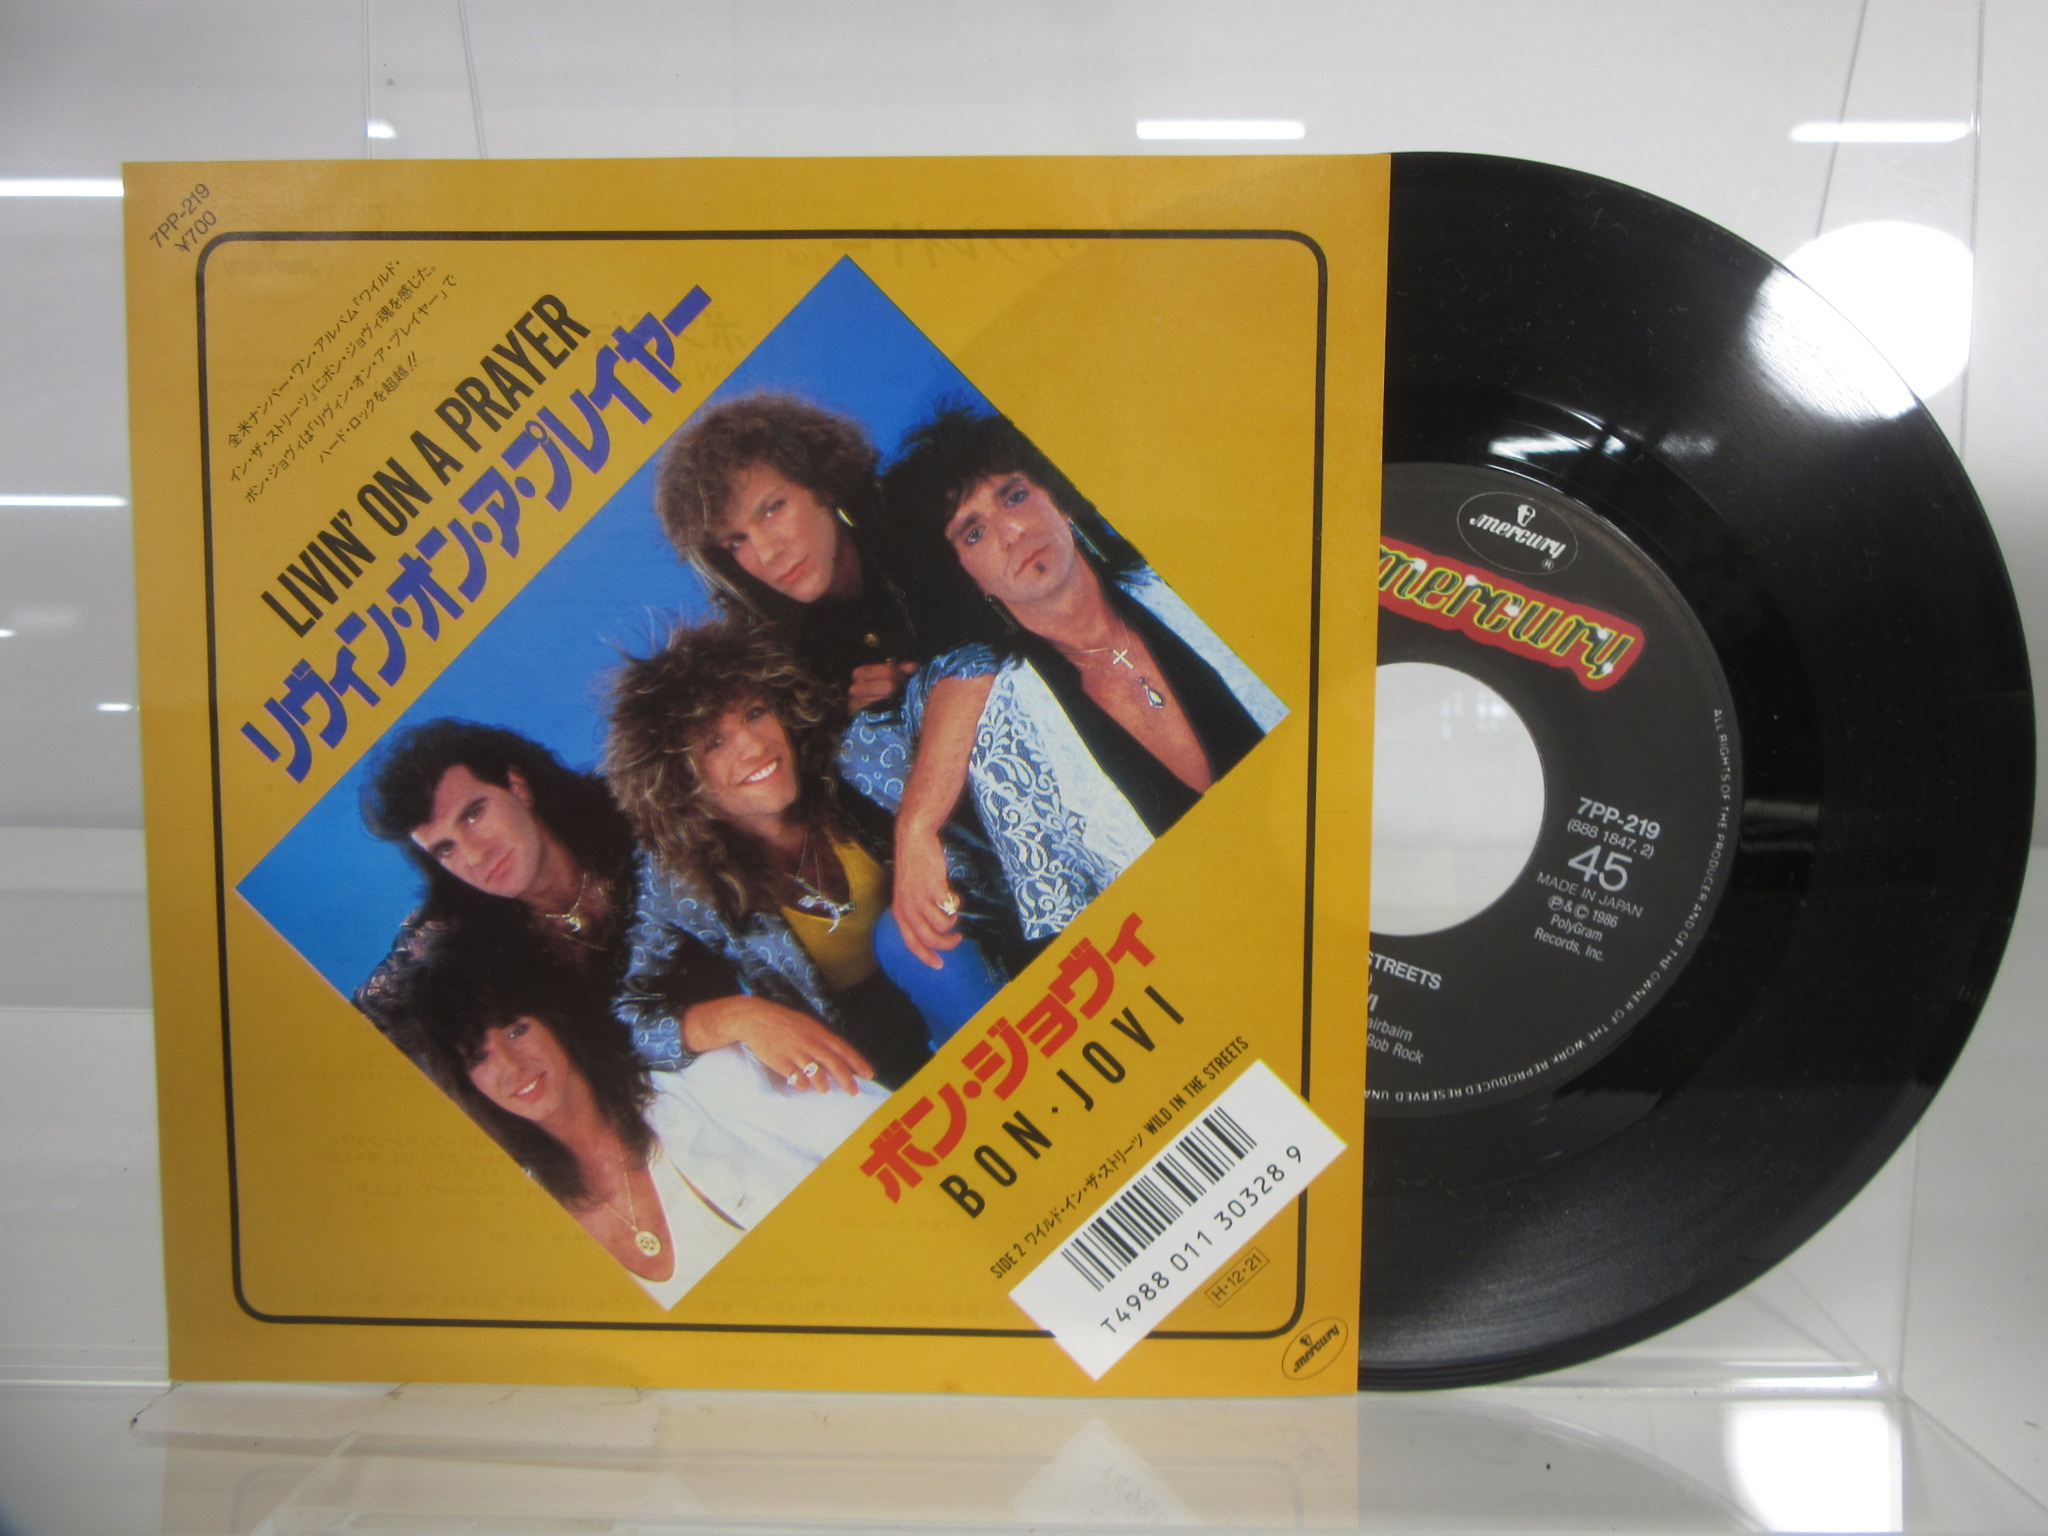 7PP-219
¥700
全米ナンバー・ワン・アルバム『ワイルド・
イン・ザ・ストリーツ』にボン・ジョヴィ魂を感じた。
ボン・ジョヴィは「リヴィン・オン・ア・プレイヤー」で
ハード・ロックを超越!!
LIVIN' ON A PRAYER
リヴィン・オン・ア・プレイヤー
ボン・ジョヴィ
BON・JOVI
SIDE 2 ワイルド・イン・ザ・ストリーツ WILD IN THE STREETS
T4988 011 30328 9
H・12・21
mercury
mercury
mercury
7PP-219
(888 1847. 2)
45
MADE IN JAPAN
Ⓟ&© 1986
PolyGram
Records, Inc.
STREETS
VI
airbairn
Bob Rock
ALL RIGHTS OF THE PRODUCER AND OF THE OWNER OF THE WORK REPRODUCED RESERVED UNA